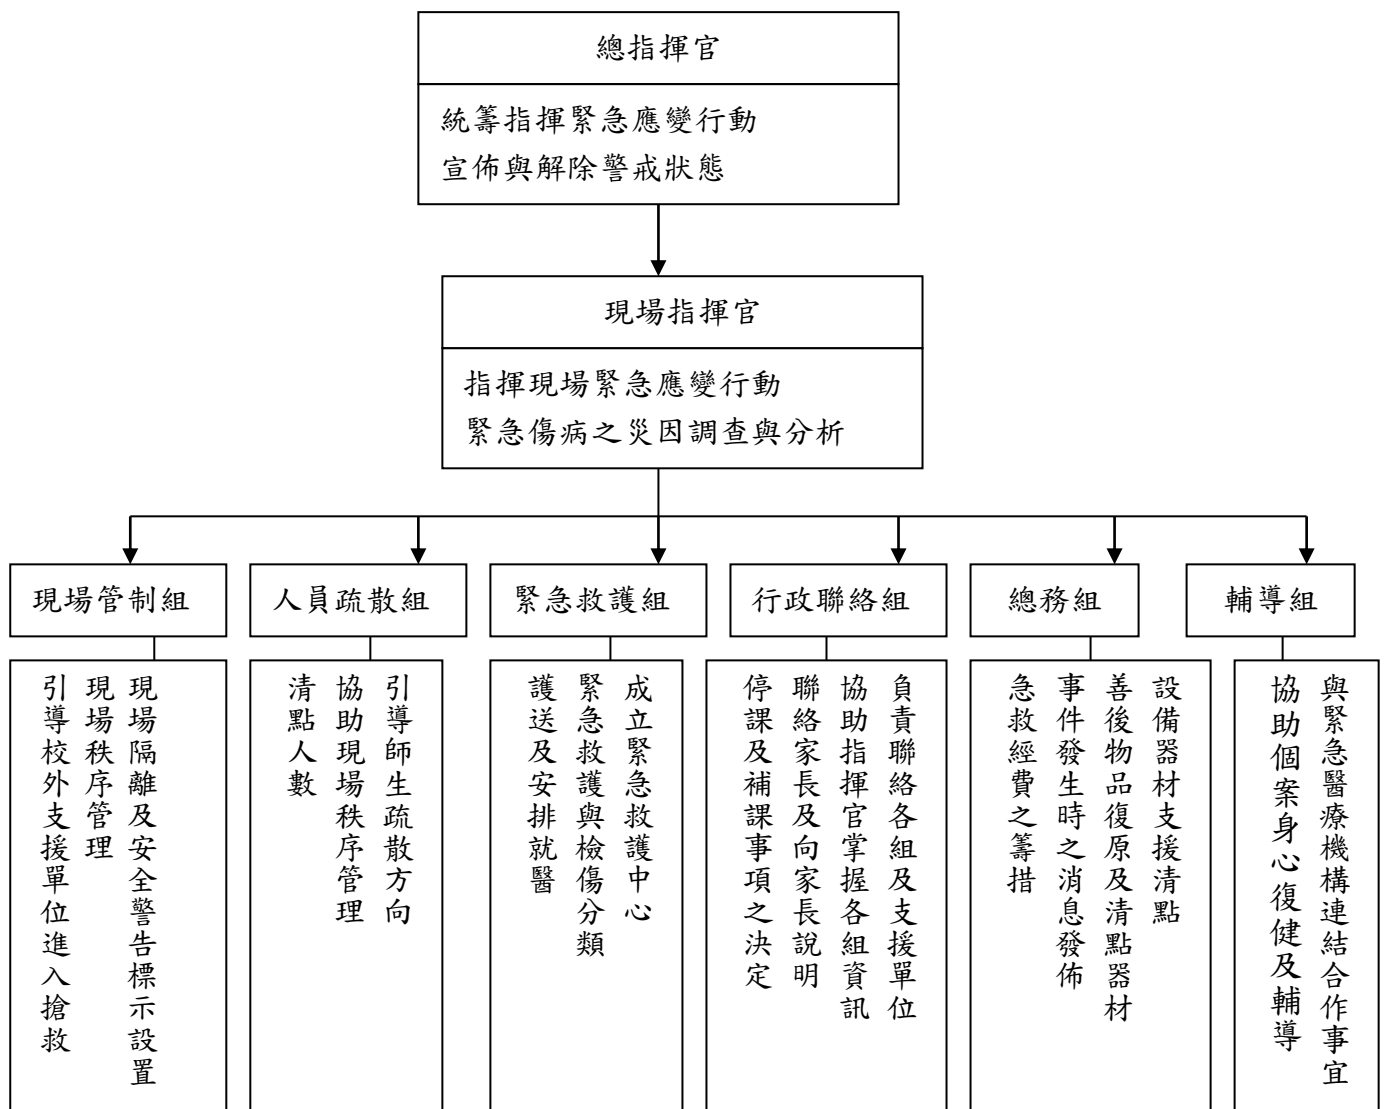 總指揮官
統籌指揮緊急應變行動
宣佈與解除警戒狀態
現場指揮官
指揮現場緊急應變行動
緊急傷病之災因調查與分析
現場管制組
人員疏散組
緊急救護組
行政聯絡組
總務組
輔導組
現場隔離及安全警告標示設置
現場秩序管理
引導校外支援單位進入搶救
引導師生疏散方向
協助現場秩序管理
清點人數
成立緊急救護中心
緊急救護與檢傷分類
護送及安排就醫
負責聯絡各組及支援單位
協助指揮官掌握各組資訊
聯絡家長及向家長說明
停課及補課事項之決定
設備器材支援清點
善後物品復原及清點器材
事件發生時之消息發佈
急救經費之籌措
與緊急醫療機構連結合作事宜
協助個案身心復健及輔導